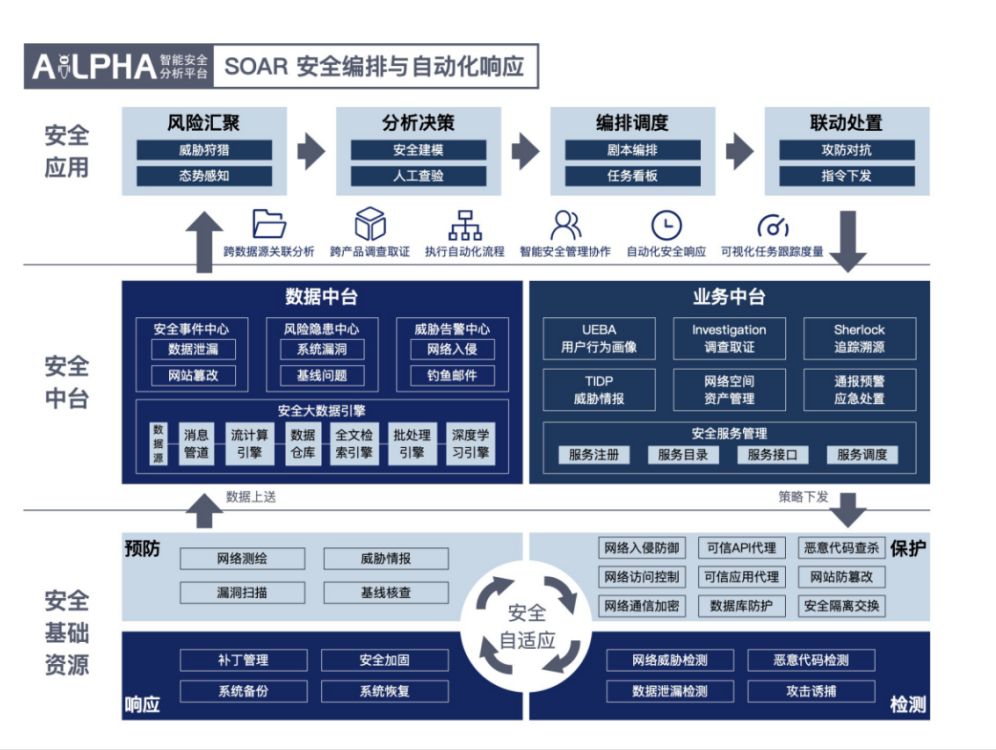 AiLPHA 智能安全
分析平台
SOAR 安全编排与自动化响应
安全
应用
风险汇聚
威胁狩猎
态势感知
分析决策
安全建模
人工查验
编排调度
剧本编排
任务看板
联动处置
攻防对抗
指令下发
跨数据源关联分析
跨产品调查取证
执行自动化流程
智能安全管理协作
自动化安全响应
可视化任务跟踪度量
安全
中台
数据中台
安全事件中心
数据泄漏
网站篡改
风险隐患中心
系统漏洞
基线问题
威胁告警中心
网络入侵
钓鱼邮件
安全大数据引擎
数
据
源
消息
管道
流计算
引擎
数据
仓库
全文检
索引擎
批处理
引擎
深度学
习引擎
业务中台
UEBA
用户行为画像
Investigation
调查取证
Sherlock
追踪溯源
TIDP
威胁情报
网络空间
资产管理
通报预警
应急处置
安全服务管理
服务注册
服务目录
服务接口
服务调度
数据上送
策略下发
安全
基础
资源
预防
网络测绘
威胁情报
漏洞扫描
基线核查
网络入侵防御
可信API代理
恶意代码查杀
保护
网络访问控制
可信应用代理
网站防篡改
网络通信加密
数据库防护
安全隔离交换
安全
自适应
补丁管理
安全加固
系统备份
系统恢复
响应
网络威胁检测
恶意代码检测
数据泄漏检测
攻击诱捕
检测